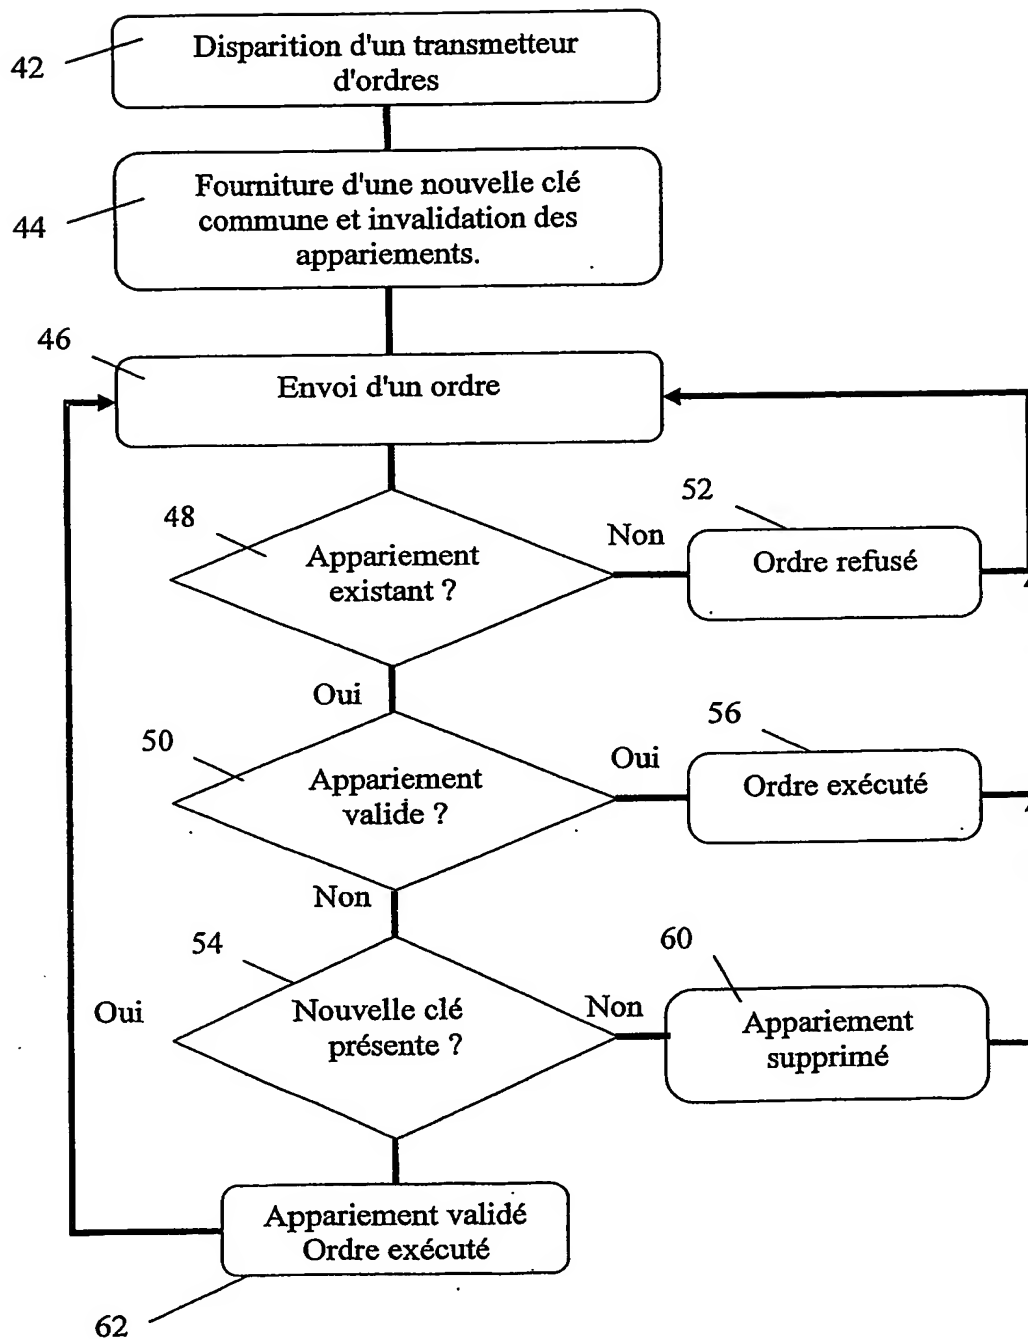 42
Disparition d'un transmetteur
d'ordres
44
Fourniture d'une nouvelle clé
commune et invalidation des
appariements.
46
Envoi d'un ordre
48
Appariement
existant ?
Non
52
Ordre refusé
Oui
50
Appariement
valide ?
Oui
56
Ordre exécuté
Non
54
Nouvelle clé
présente ?
Oui
Non
60
Appariement
supprimé
Appariement validé
Ordre exécuté
62